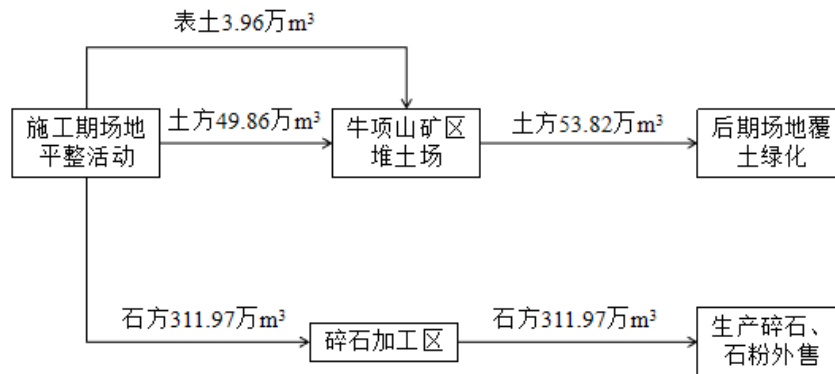 表土3.96万m³
施工期场地
平整活动
土方49.86万m³
牛项山矿区
堆土场
土方53.82万m³
后期场地覆
土绿化
石方311.97万m³
碎石加工区
石方311.97万m³
生产碎石、
石粉外售